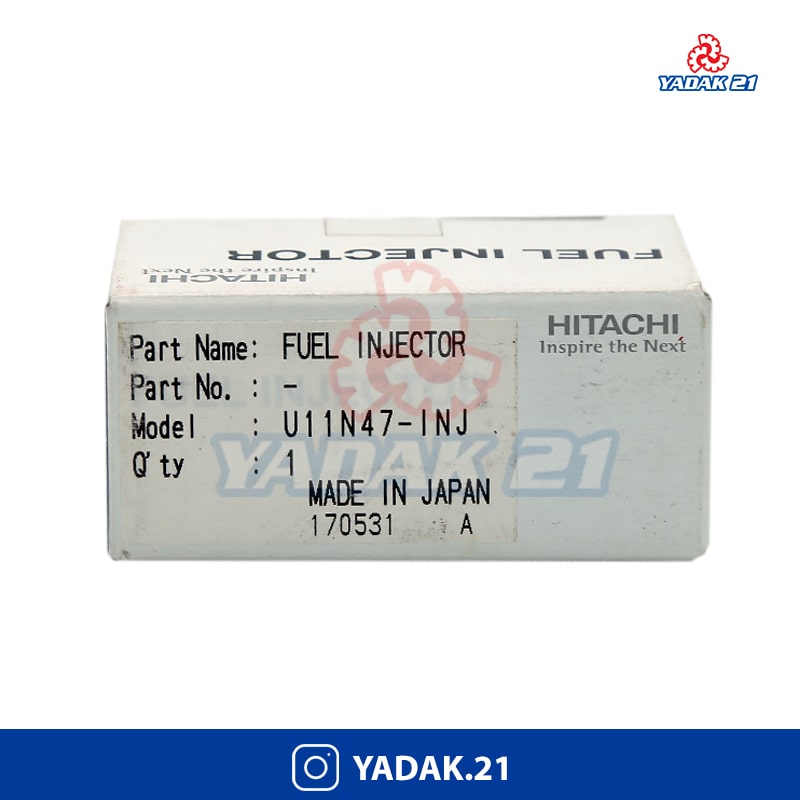 YADAK 21
FUEL INJECTOR
HITACHI
Inspire the Next
HITACHI
Inspire the Next
Part Name: FUEL INJECTOR
Part No. : -
Model : U11N47-INJ
Q'ty : 1
MADE IN JAPAN
170531 A
YADAK 21
YADAK.21